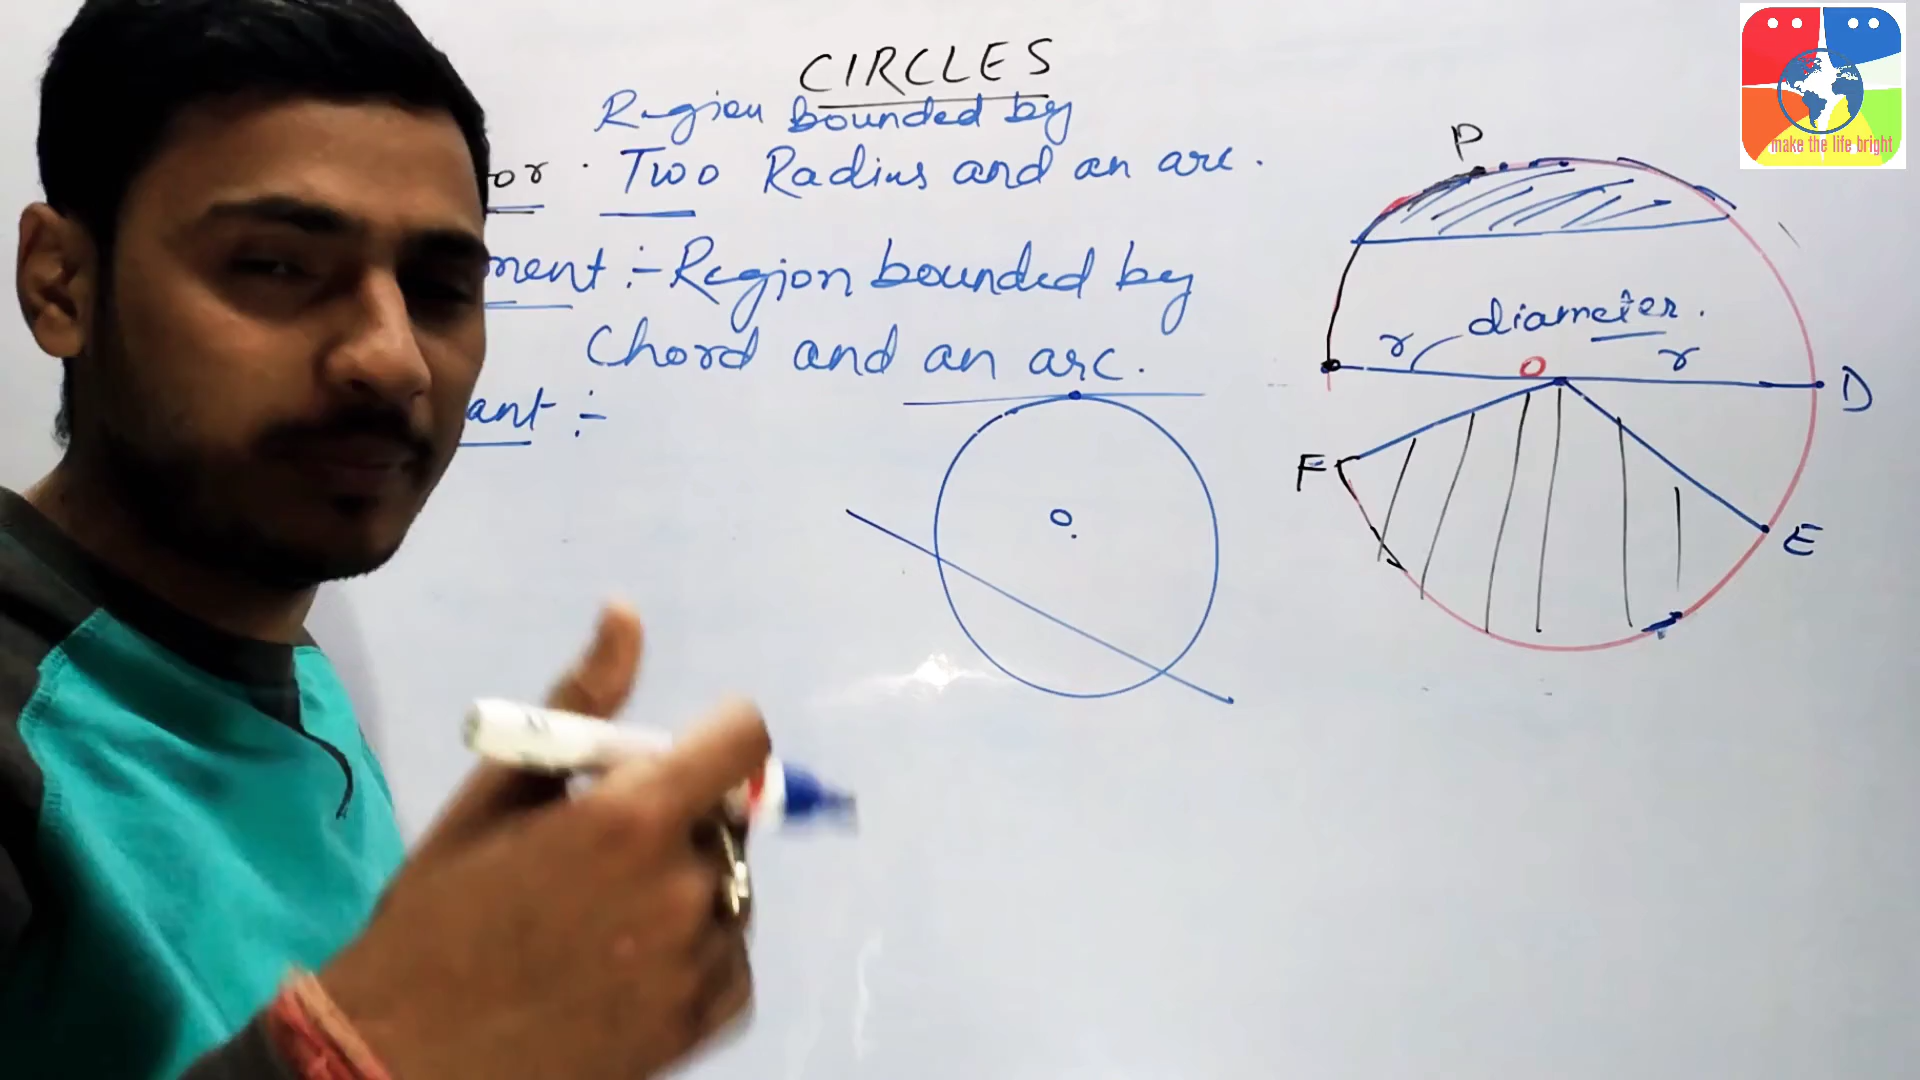 CIRCLES
Region bounded by
or . Two Radius and an arc.
ment :- Region bounded by
Chord and an arc.
ant :-
O
P
r diameter. r
O
D
F
E
make the life bright